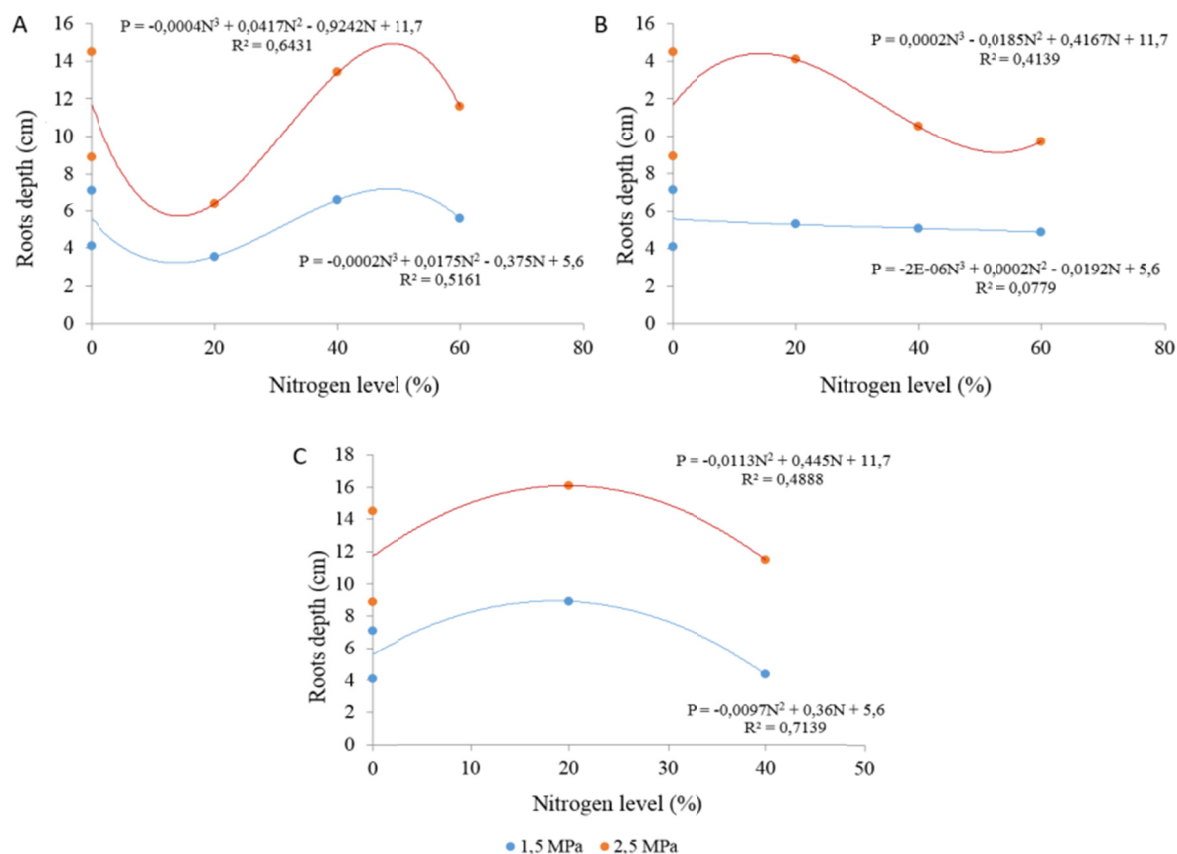 A
P = -0,0004N³ + 0,0417N² - 0,9242N + 11,7
R² = 0,6431
16
14
12
10
8
6
4
2
0
Roots depth (cm)
P = -0,0002N³ + 0,0175N² - 0,375N + 5,6
R² = 0,5161
0 20 40 60 80
Nitrogen level (%)
B
P = 0,0002N³ - 0,0185N² + 0,4167N + 11,7
R² = 0,4139
16
4
2
0
8
6
4
2
0
Roots depth (cm)
P = -2E-06N³ + 0,0002N² - 0,0192N + 5,6
R² = 0,0779
0 20 40 60 80
Nitrogen level (%)
C
P = -0,0113N² + 0,445N + 11,7
R² = 0,4888
18
16
14
12
10
8
6
4
2
0
Roots depth (cm)
P = -0,0097N² + 0,36N + 5,6
R² = 0,7139
0 10 20 30 40 50
Nitrogen level (%)
1,5 MPa 2,5 MPa